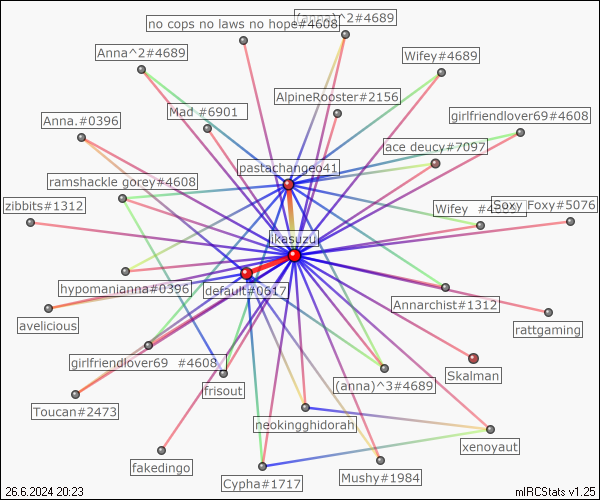 no cops no laws no hope#4608
(anna)^2#4689
Anna^2#4689
Wifey#4689
AlpineRooster#2156
Mad #6901
girlfriendlover69#4608
Anna.#0396
ace deucy#7097
pastachangeo41
ramshackle gorey#4608
zibbits#1312
Wifey #4689
Soxy Foxy#5076
ikasuzu
hypomanianna#0396
default#0617
Annarchist#1312
avelicious
rattgaming
girlfriendlover69 #4608
Skalman
frisout
(anna)^3#4689
Toucan#2473
neokingghidorah
xenoyaut
fakedingo
Cypha#1717
Mushy#1984
26.6.2024 20:23
mIRCStats v1.25